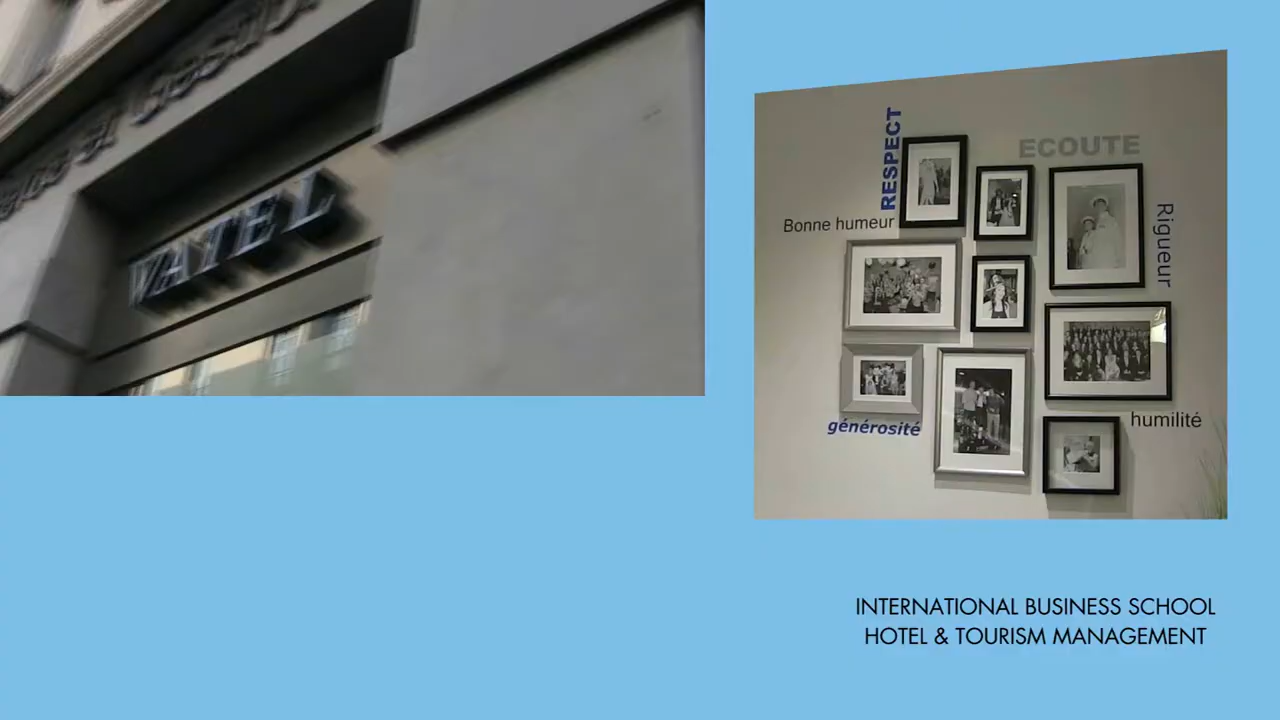 VATEL
RESPECT
ECOUTE
Bonne humeur
Rigueur
générosité
humilité
INTERNATIONAL BUSINESS SCHOOL
HOTEL & TOURISM MANAGEMENT